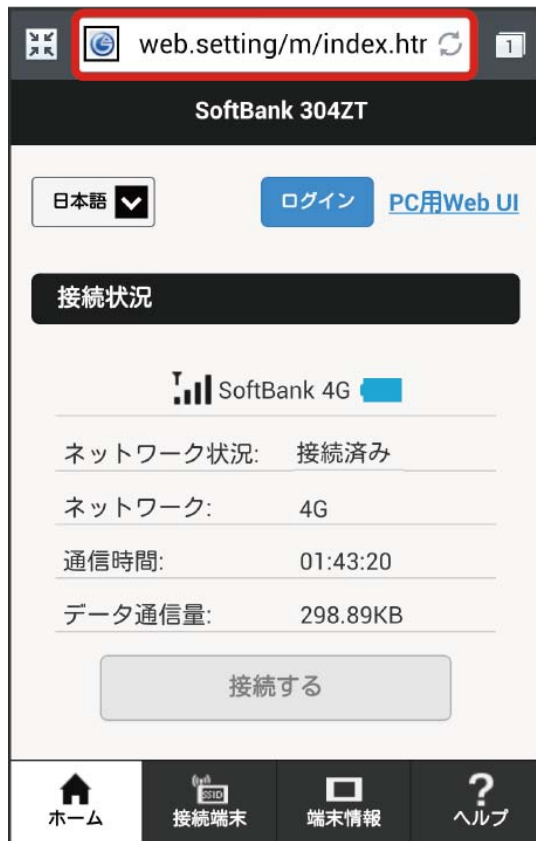 web.setting/m/index.htr
1
SoftBank 304ZT
日本語
ログイン
PC用Web UI
接続状況
SoftBank 4G
ネットワーク状況: 接続済み
ネットワーク: 4G
通信時間: 01:43:20
データ通信量: 298.89KB
接続する
SSID
ホーム 接続端末 端末情報 ヘルプ